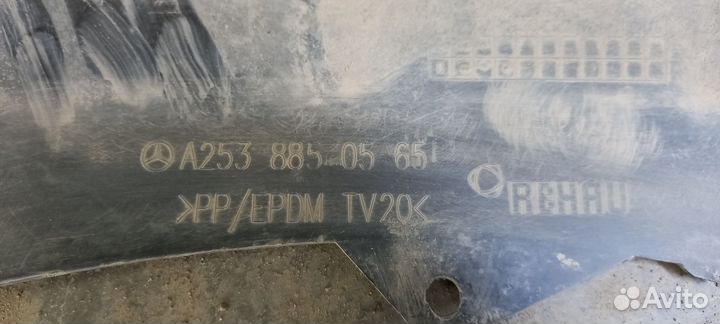 A253 885 05 65
REHAU
>PP/EPDM TV20<
Avito